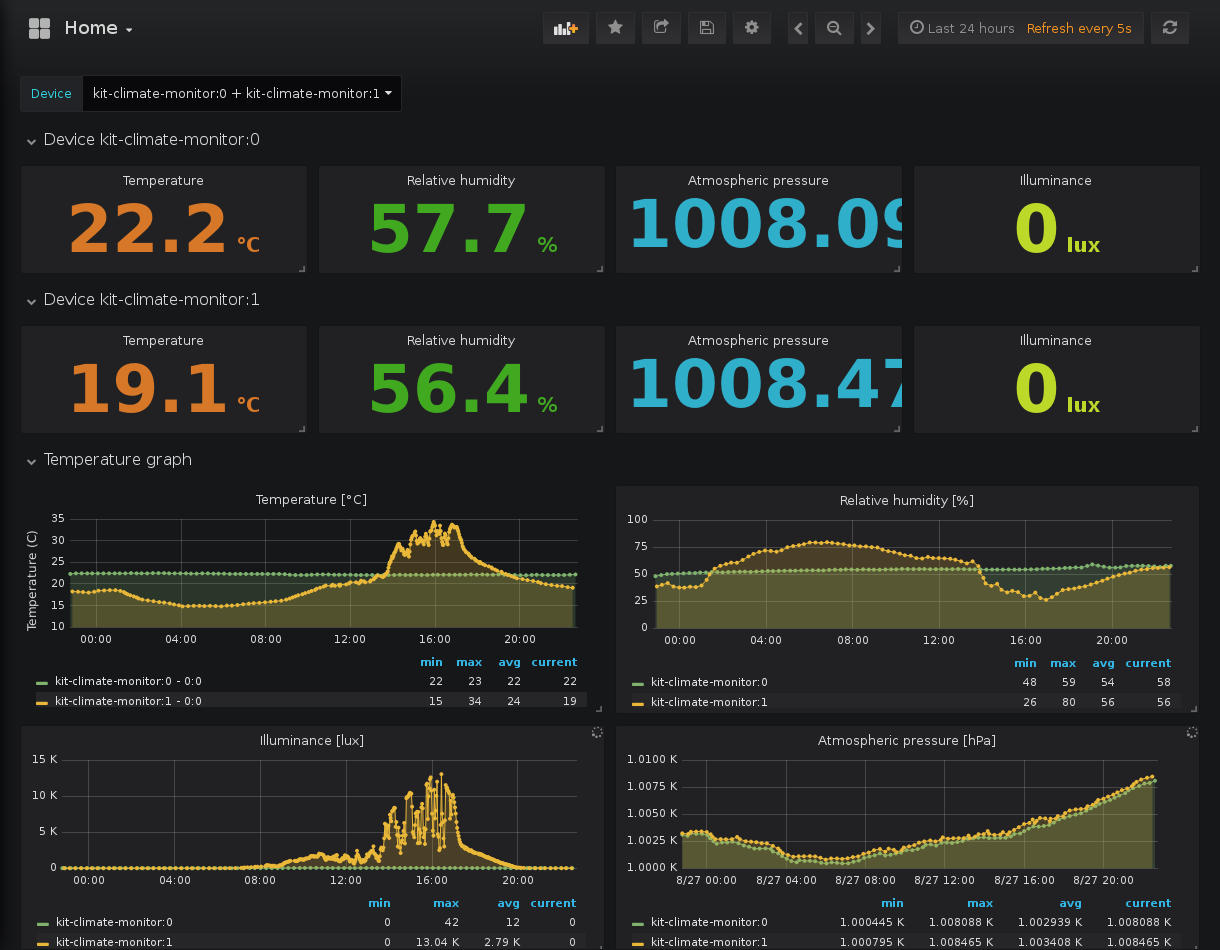 Home
Last 24 hours Refresh every 5s
Device kit-climate-monitor:0 + kit-climate-monitor:1
Device kit-climate-monitor:0
Temperature Relative humidity Atmospheric pressure Illuminance
22.2 °C 57.7 % 1008.09 0 lux
Device kit-climate-monitor:1
Temperature Relative humidity Atmospheric pressure Illuminance
19.1 °C 56.4 % 1008.47 0 lux
Temperature graph
Temperature [°C]
Temperature (C)
35
30
25
20
15
10
00:00 04:00 08:00 12:00 16:00 20:00
min max avg current
kit-climate-monitor:0 - 0:0 22 23 22 22
kit-climate-monitor:1 - 0:0 15 34 24 19
Relative humidity [%]
100
75
50
25
0
00:00 04:00 08:00 12:00 16:00 20:00
min max avg current
kit-climate-monitor:0 48 59 54 58
kit-climate-monitor:1 26 80 56 56
Illuminance [lux]
15 K
10 K
5 K
0
00:00 04:00 08:00 12:00 16:00 20:00
min max avg current
kit-climate-monitor:0 0 42 12 0
kit-climate-monitor:1 0 13.04 K 2.79 K 0
Atmospheric pressure [hPa]
1.0100 K
1.0075 K
1.0050 K
1.0025 K
1.0000 K
8/27 00:00 8/27 04:00 8/27 08:00 8/27 12:00 8/27 16:00 8/27 20:00
min max avg current
kit-climate-monitor:0 1.000445 K 1.008088 K 1.002939 K 1.008088 K
kit-climate-monitor:1 1.000795 K 1.008465 K 1.003408 K 1.008465 K